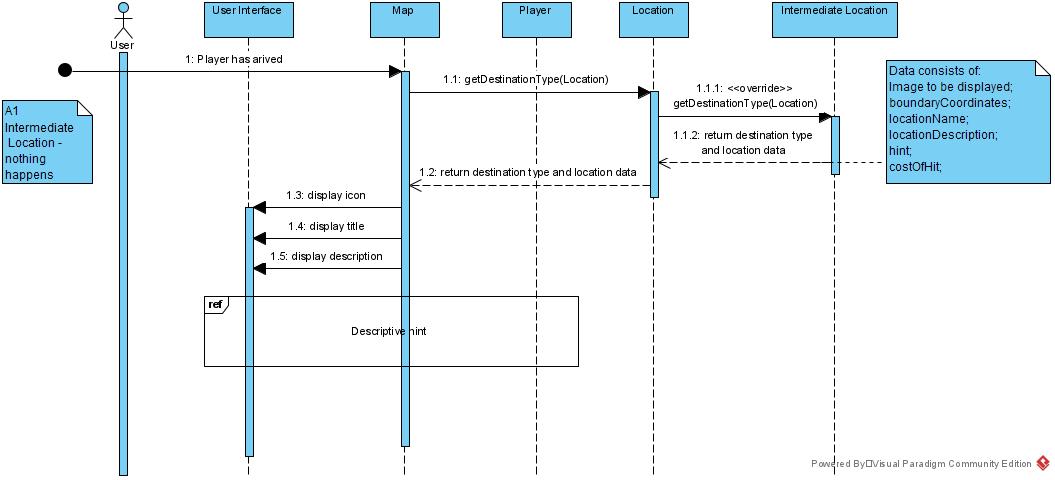 User Interface
Map
Player
Location
Intermediate Location
User
1: Player has arived
1.1: getDestinationType(Location)
1.1.1: <<override>>
getDestinationType(Location)
Data consists of:
Image to be displayed;
boundaryCoordinates;
locationName;
locationDescription;
hint;
costOfHit;
A1
Intermediate
Location -
nothing
happens
1.1.2: return destination type
and location data
1.2: return destination type and location data
1.3: display icon
1.4: display title
1.5: display description
ref
Descriptive hint
Powered By Visual Paradigm Community Edition